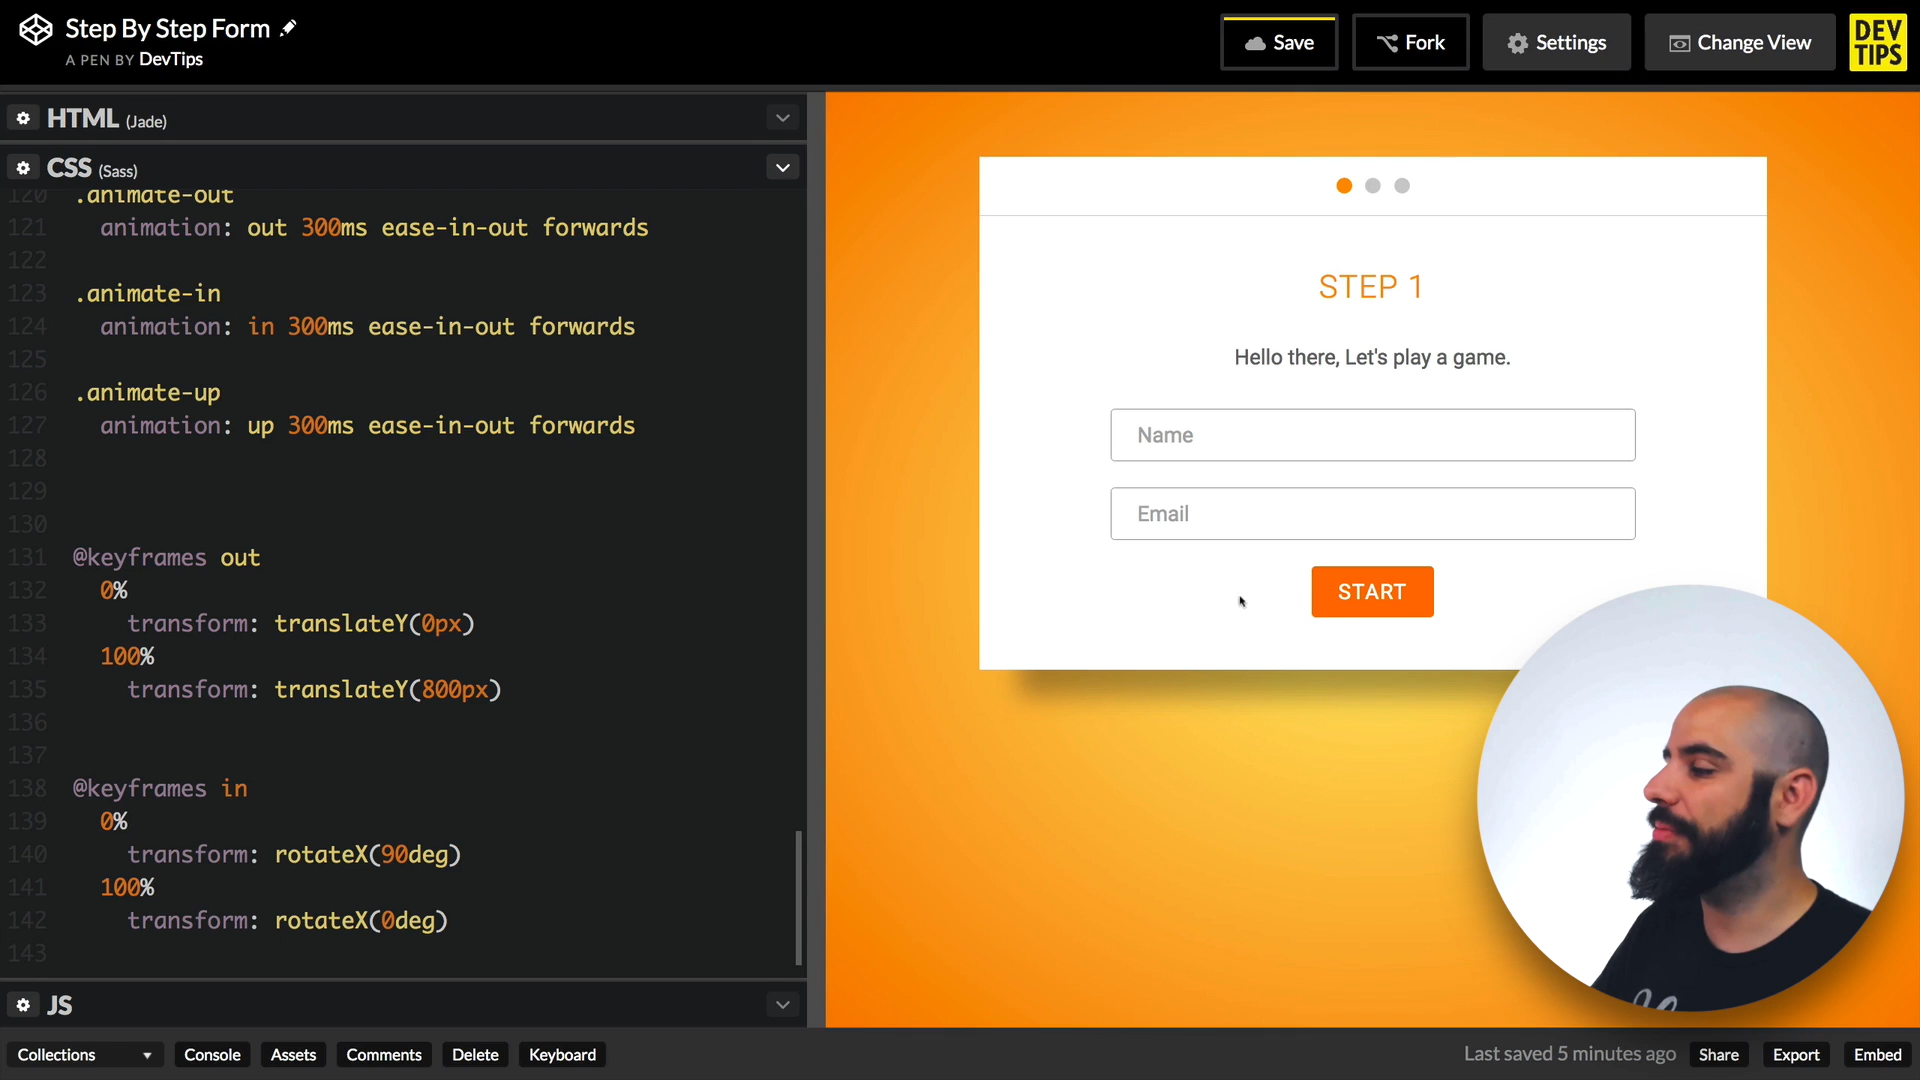 Step By Step Form
A PEN BY DevTips
Save
Fork
Settings
Change View
DEV
TIPS
HTML (Jade)
CSS (Sass)
120 .animate-out
121 animation: out 300ms ease-in-out forwards
122
123 .animate-in
124 animation: in 300ms ease-in-out forwards
125
126 .animate-up
127 animation: up 300ms ease-in-out forwards
128
129
130
131 @keyframes out
132 0%
133 transform: translateY(0px)
134 100%
135 transform: translateY(800px)
136
137
138 @keyframes in
139 0%
140 transform: rotateX(90deg)
141 100%
142 transform: rotateX(0deg)
143
JS
STEP 1
Hello there, Let's play a game.
Name
Email
START
Collections
Console
Assets
Comments
Delete
Keyboard
Last saved 5 minutes ago
Share
Export
Embed